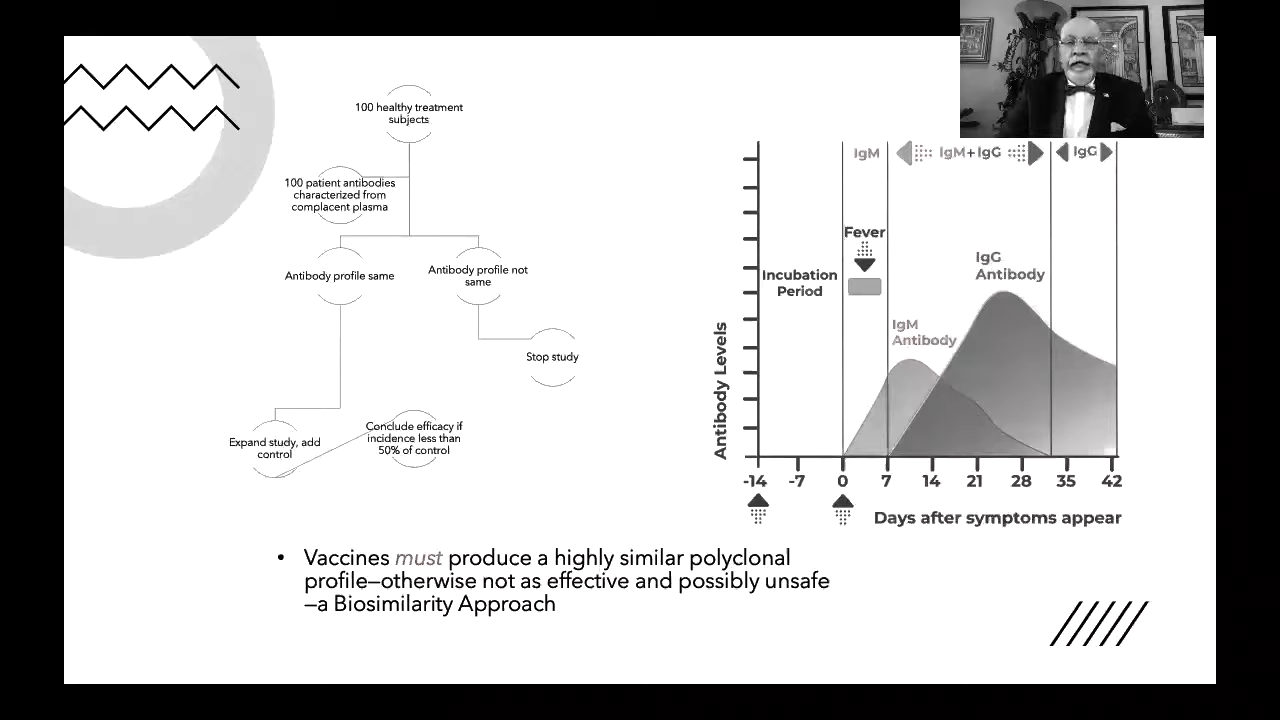 100 healthy treatment
subjects
100 patient antibodies
characterized from
complacent plasma
Antibody profile same
Antibody profile not
same
Stop study
Expand study, add
control
Conclude efficacy if
incidence less than
50% of control
IgM
IgM+IgG
IgG
Fever
Incubation
Period
IgG
Antibody
IgM
Antibody
Antibody Levels
-14 -7 0 7 14 21 28 35 42
Days after symptoms appear
• Vaccines must produce a highly similar polyclonal
profile—otherwise not as effective and possibly unsafe
—a Biosimilarity Approach